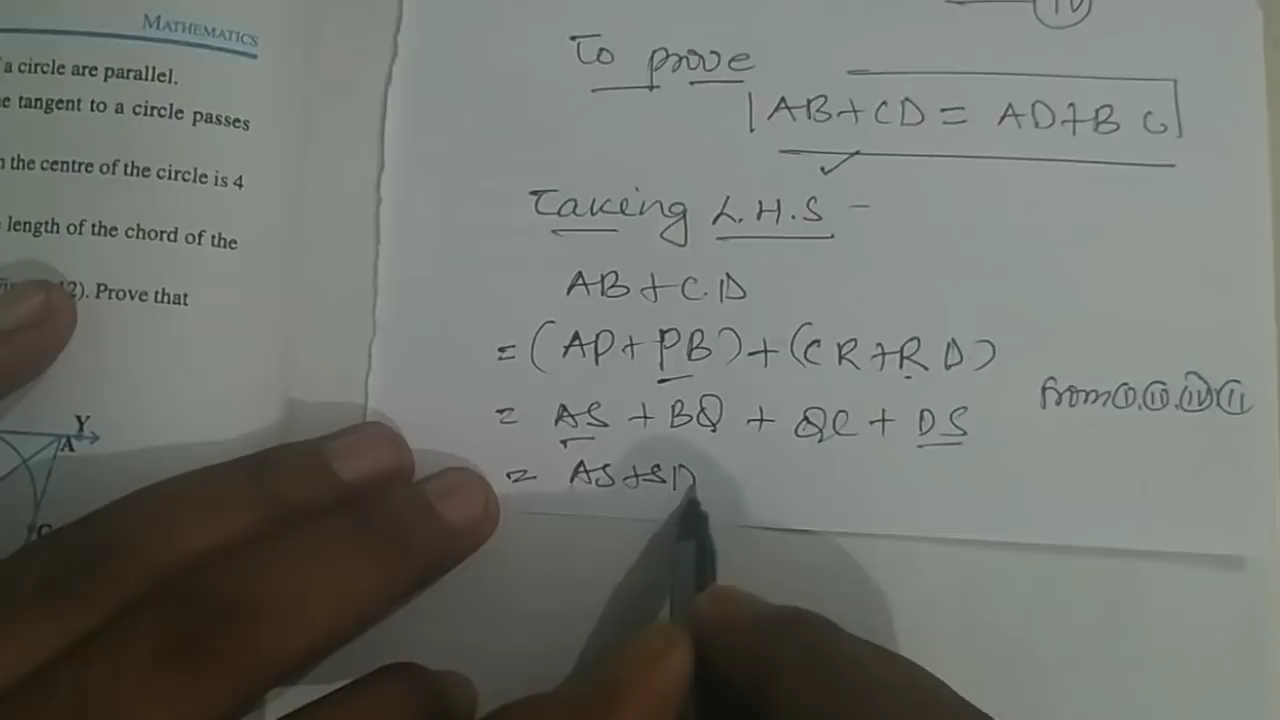 MATHEMATICS
a circle are parallel.
tangent to a circle passes
the centre of the circle is 4
length of the chord of the
12). Prove that
Y
A
C
IV
To prove
AB+CD = AD+BC
Taking L.H.S -
AB+CD
=(AP+PB)+(CR+RD)
= AS + BQ + QC + DS
from
= AS+SD